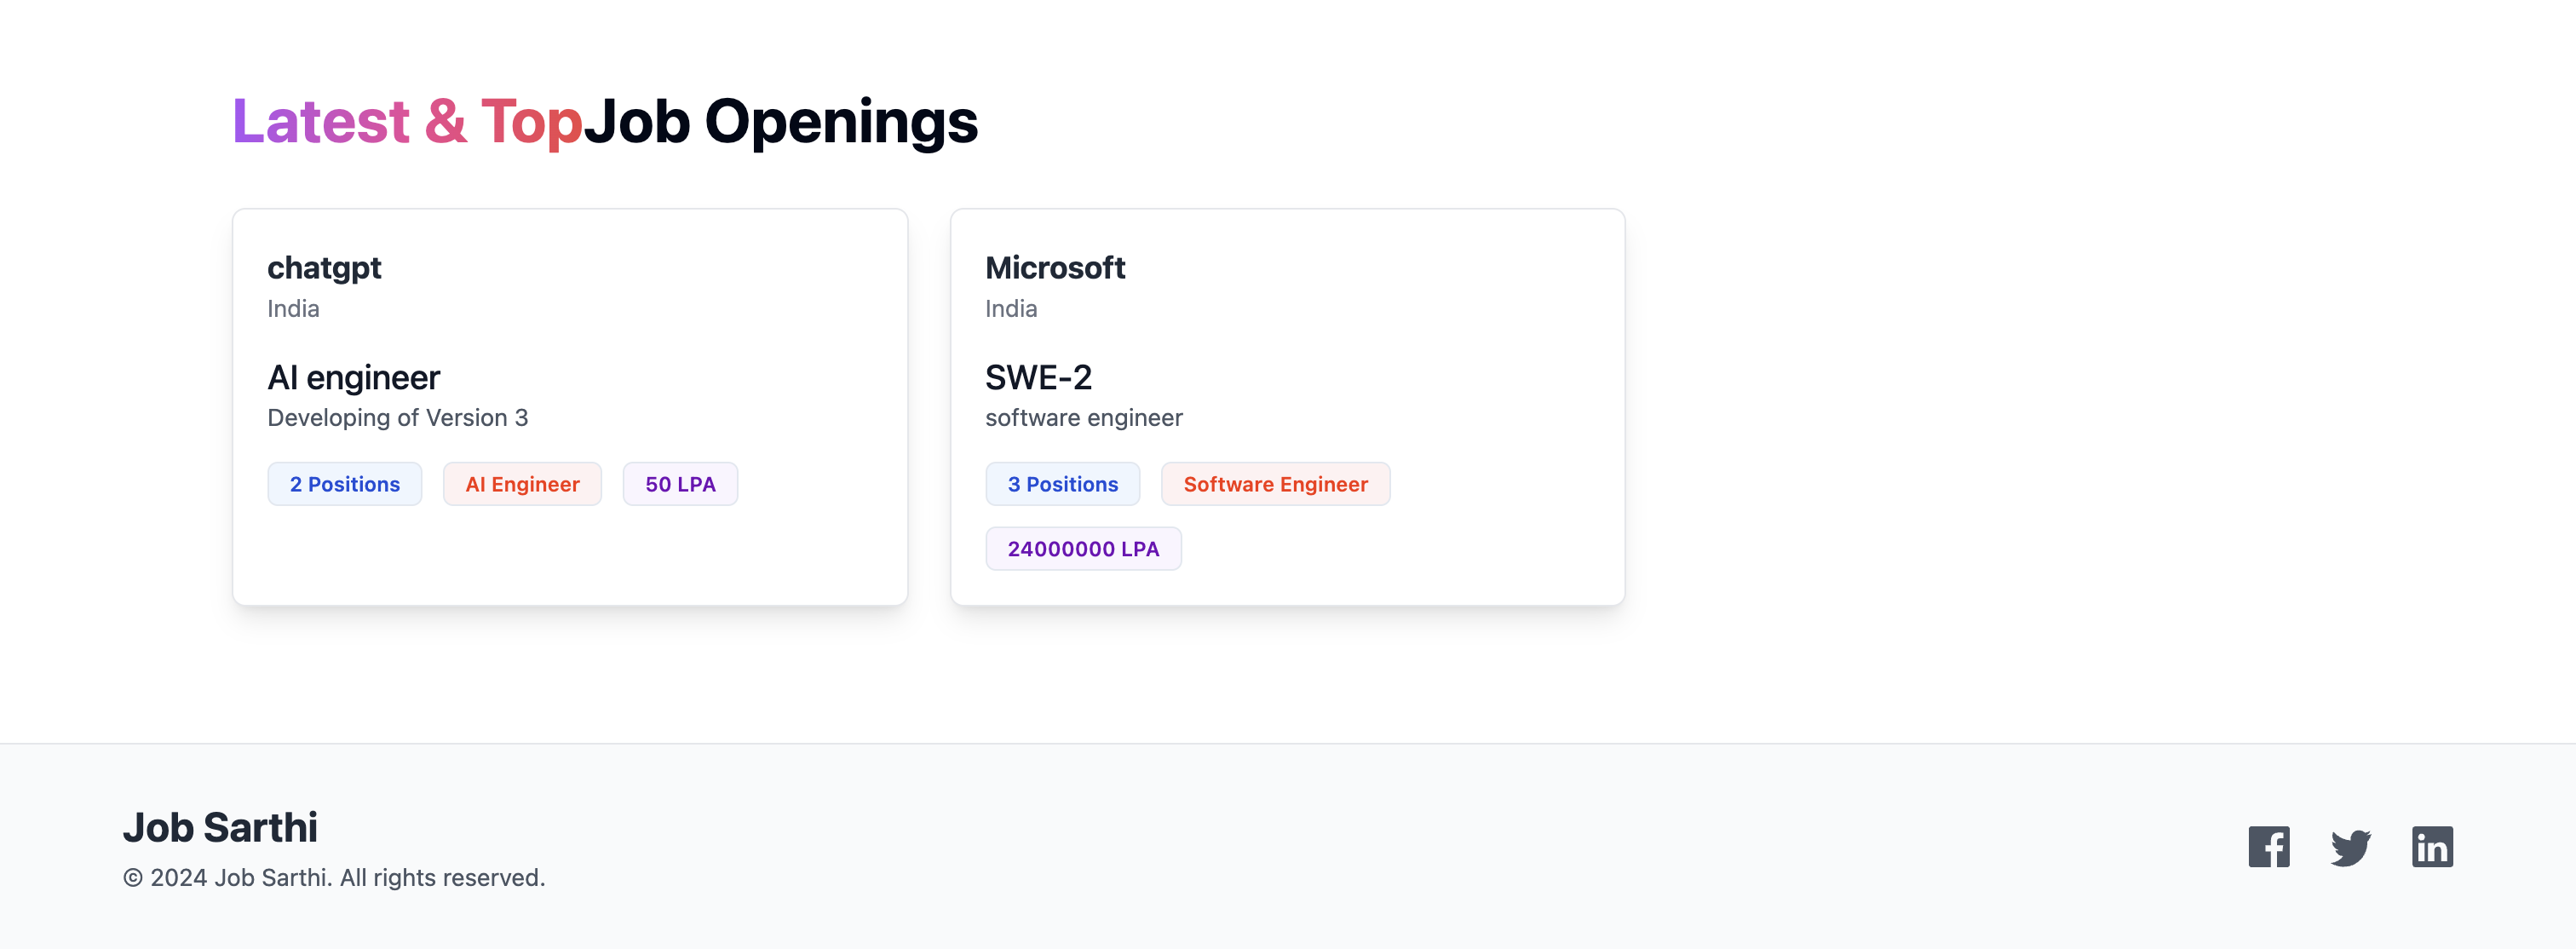 Latest & TopJob Openings
chatgpt
India
AI engineer
Developing of Version 3
2 Positions AI Engineer 50 LPA
Microsoft
India
SWE-2
software engineer
3 Positions Software Engineer
24000000 LPA
Job Sarthi
© 2024 Job Sarthi. All rights reserved.